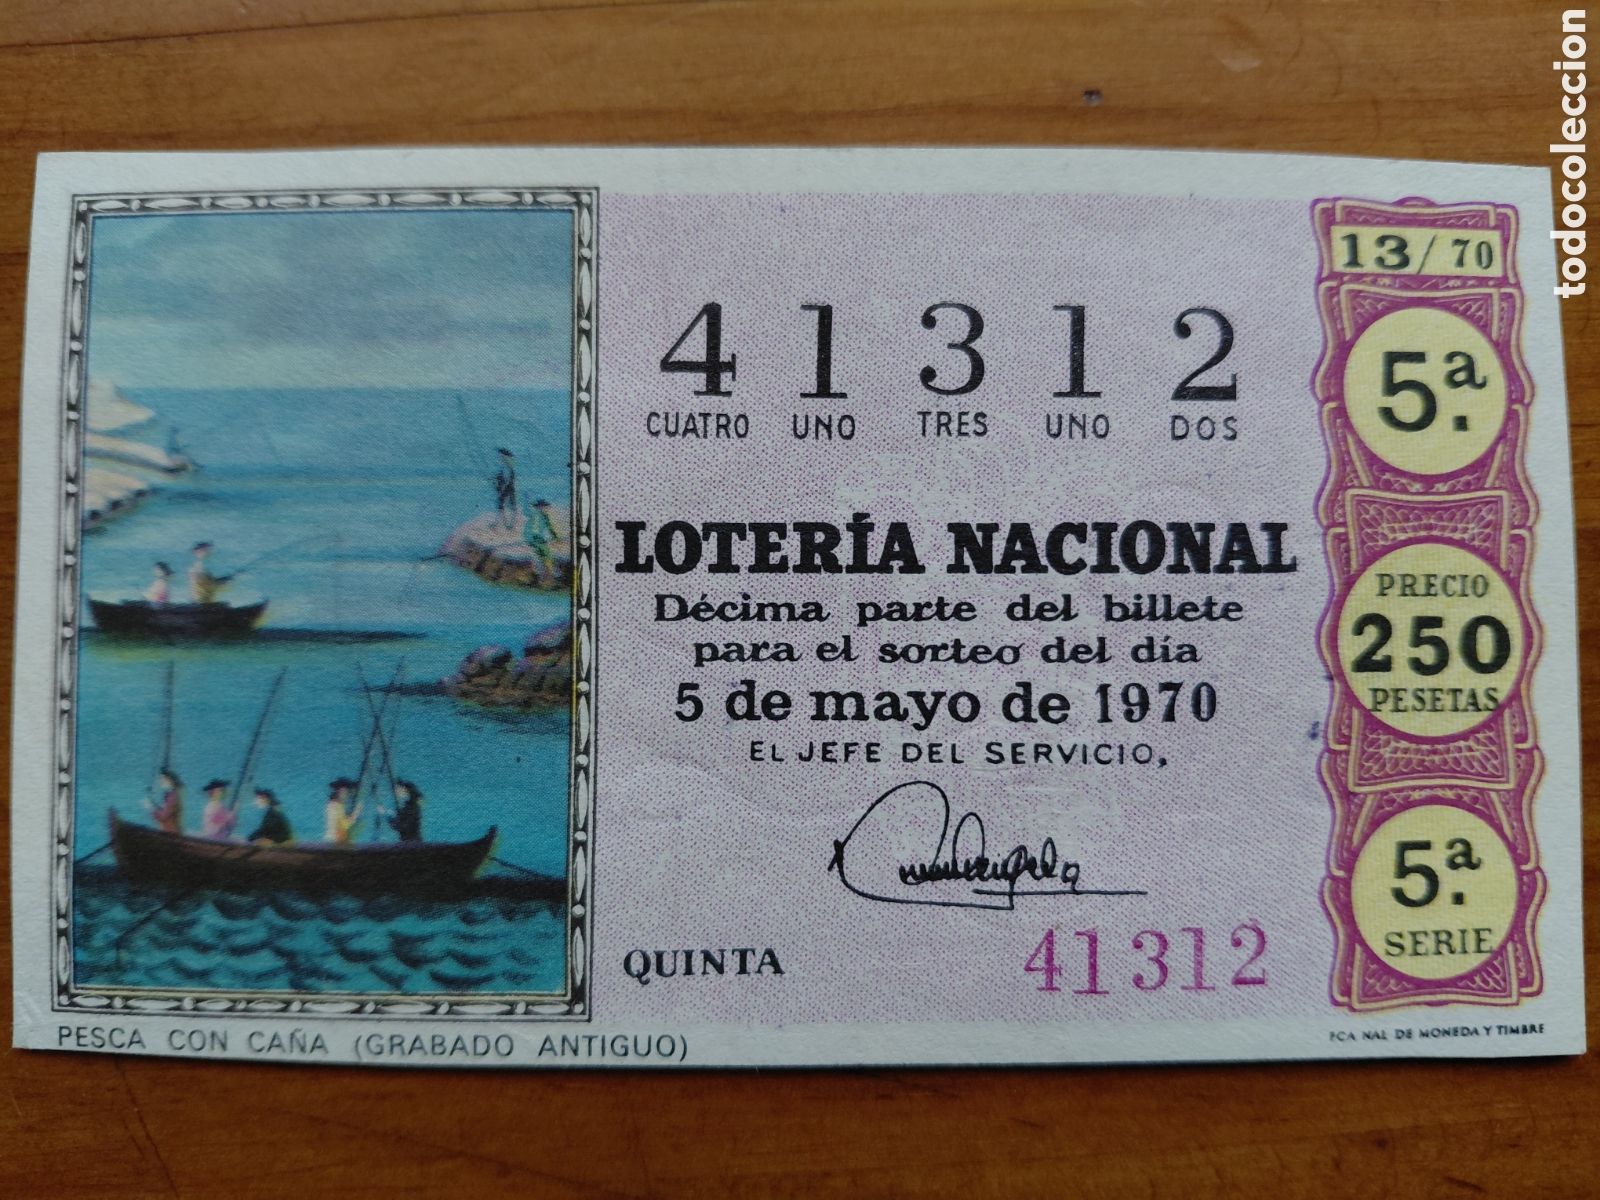 41312
CUATRO UNO TRES UNO DOS
LOTERÍA NACIONAL
Décima parte del billete
para el sorteo del día
5 de mayo de 1970
EL JEFE DEL SERVICIO,
QUINTA
41312
13/70
5ª.
PRECIO
250
PESETAS
5ª.
SERIE
PESCA CON CAÑA (GRABADO ANTIGUO)
FCA NAL DE MONEDA Y TIMBRE
todocoleccion